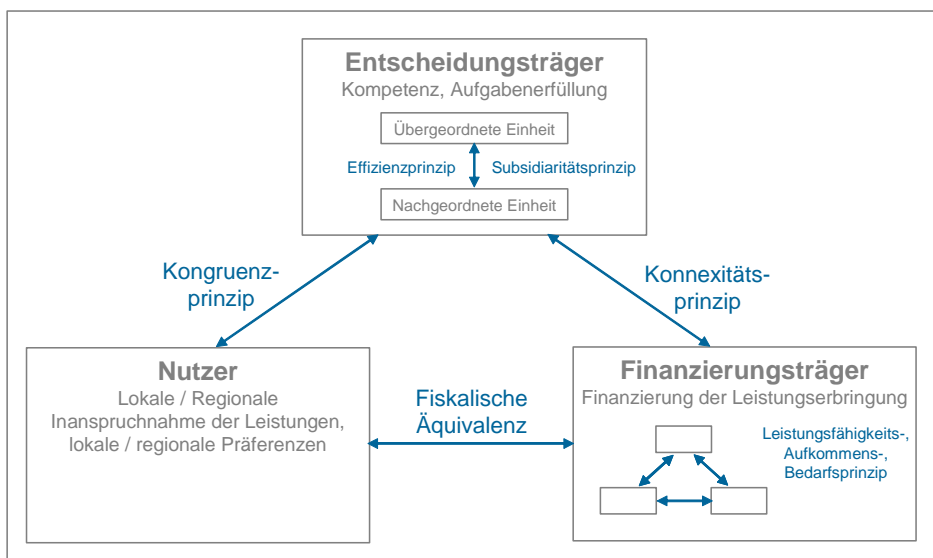 Entscheidungsträger
Kompetenz, Aufgabenerfüllung
Übergeordnete Einheit
Effizienzprinzip
Subsidiaritätsprinzip
Nachgeordnete Einheit
Kongruenz-
prinzip
Konnexitäts-
prinzip
Nutzer
Lokale / Regionale
Inanspruchnahme der Leistungen,
lokale / regionale Präferenzen
Fiskalische
Äquivalenz
Finanzierungsträger
Finanzierung der Leistungserbringung
Leistungsfähigkeits-,
Aufkommens-,
Bedarfsprinzip